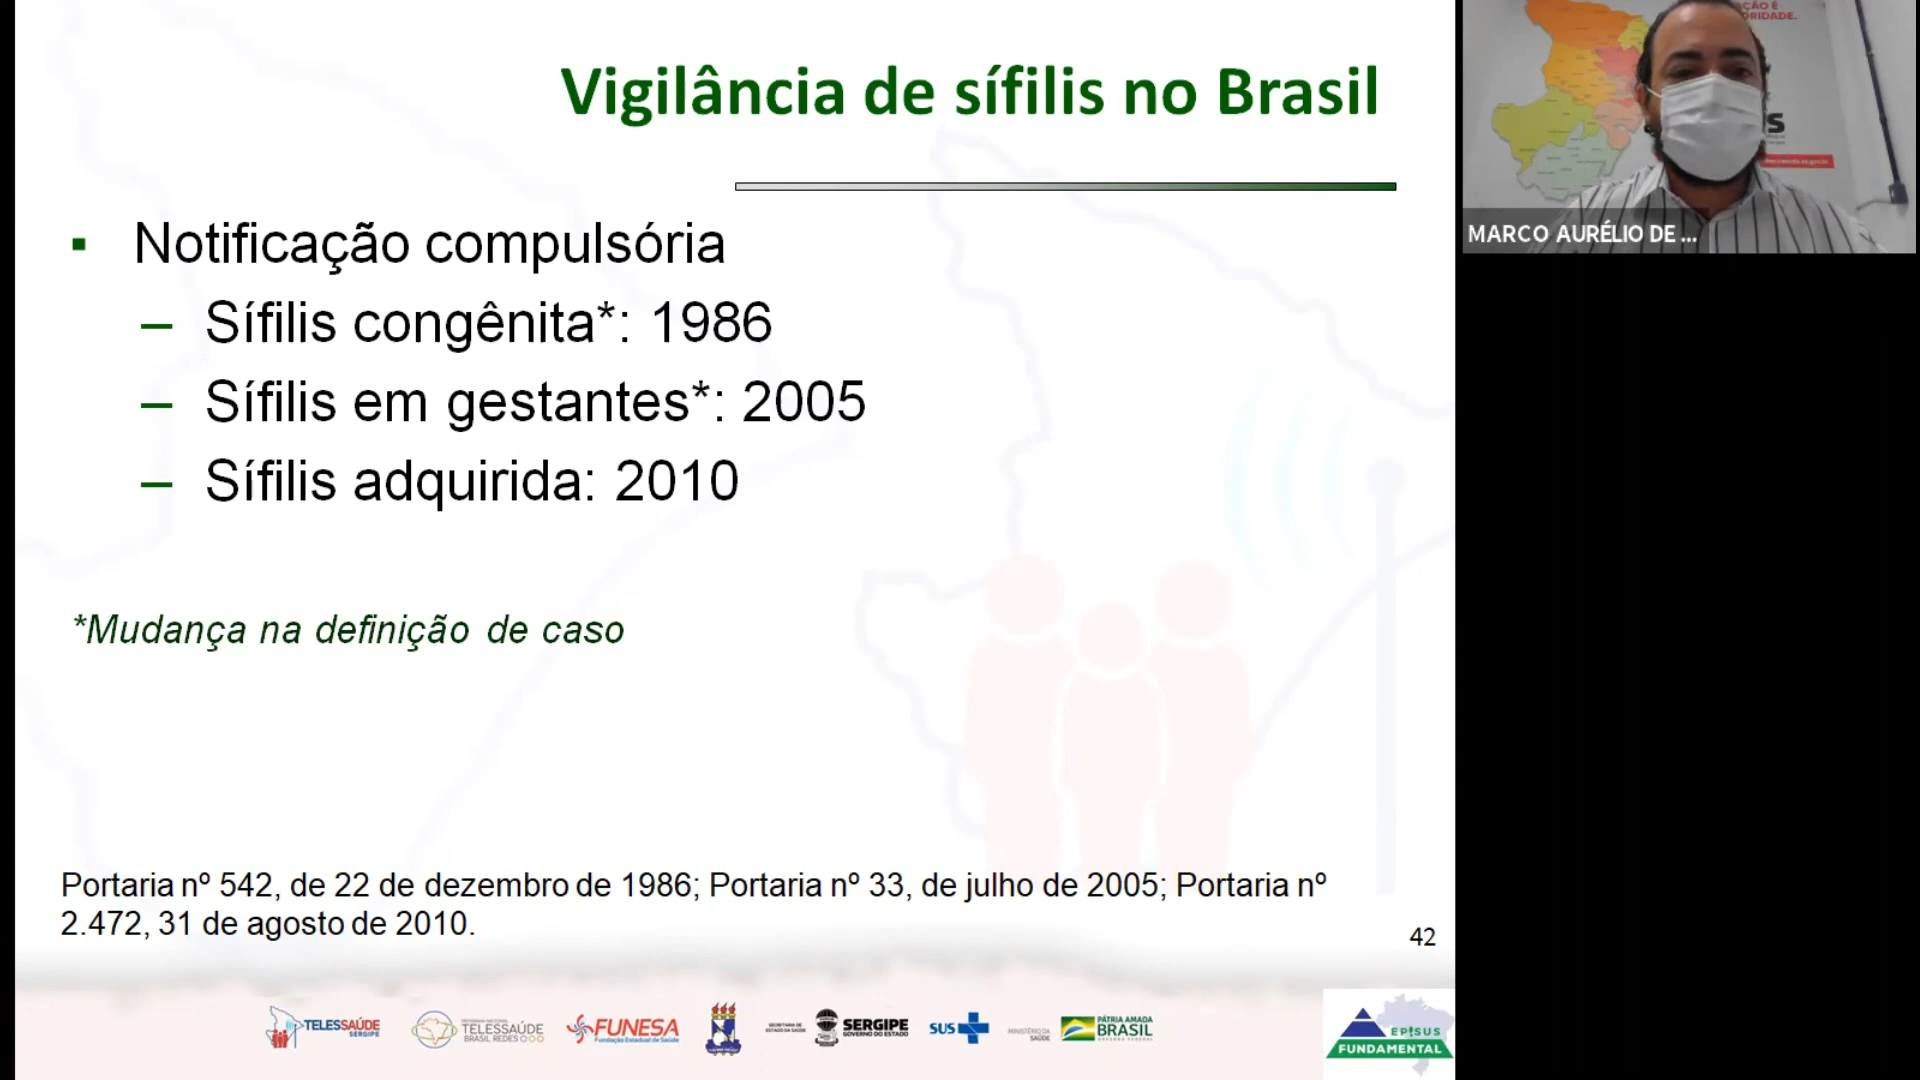 Vigilância de sífilis no Brasil
▪ Notificação compulsória
– Sífilis congênita*: 1986
– Sífilis em gestantes*: 2005
– Sífilis adquirida: 2010
*Mudança na definição de caso
Portaria nº 542, de 22 de dezembro de 1986; Portaria nº 33, de julho de 2005; Portaria nº
2.472, 31 de agosto de 2010.
42
TELESSAÚDE
SERGIPE
PROGRAMA NACIONAL
TELESSAÚDE
BRASIL REDES
FUNESA
Fundação Estadual de Saúde
SECRETARIA DE
ESTADO DA SAÚDE
SERGIPE
GOVERNO DO ESTADO
SUS
MINISTÉRIO DA
SAÚDE
PÁTRIA AMADA
BRASIL
GOVERNO FEDERAL
EPISUS
FUNDAMENTAL
MARCO AURÉLIO DE ...